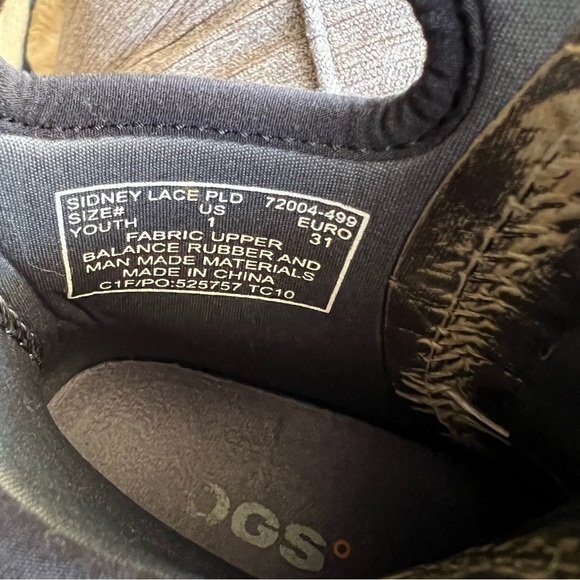 SIDNEY LACE PLD 72004-499
SIZE# US EURO
YOUTH 1 31
FABRIC UPPER
BALANCE RUBBER AND
MAN MADE MATERIALS
MADE IN CHINA
C1F/PO:525757 TC10
OGS